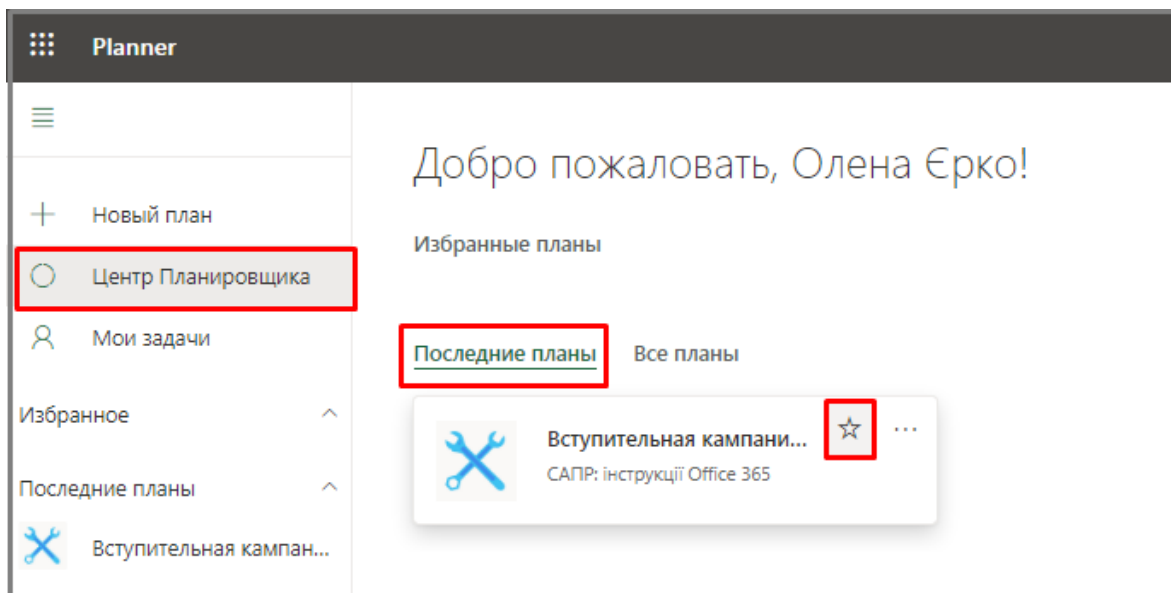 Planner
Новый план
Центр Планировщика
Мои задачи
Избранное
Последние планы
Вступительная кампан...
Добро пожаловать, Олена Єрко!
Избранные планы
Последние планы Все планы
Вступительная кампани...
САПР: інструкції Office 365